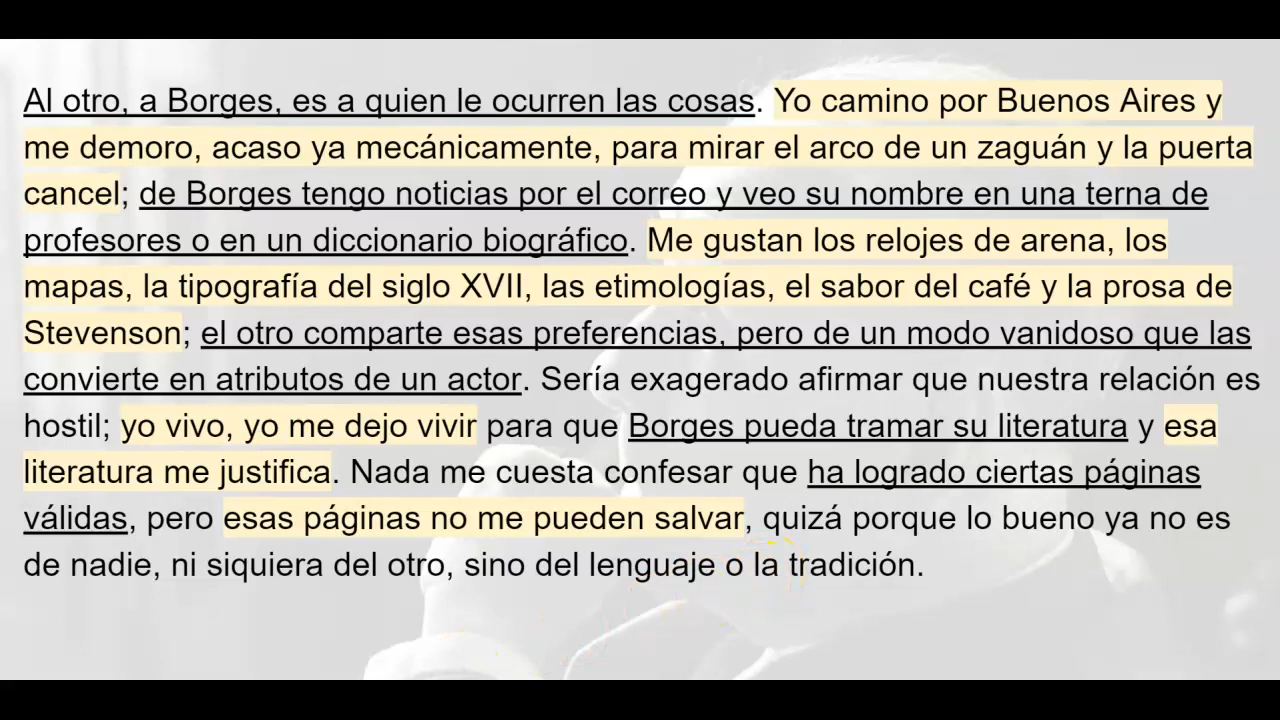 Al otro, a Borges, es a quien le ocurren las cosas. Yo camino por Buenos Aires y
me demoro, acaso ya mecánicamente, para mirar el arco de un zaguán y la puerta
cancel; de Borges tengo noticias por el correo y veo su nombre en una terna de
profesores o en un diccionario biográfico. Me gustan los relojes de arena, los
mapas, la tipografía del siglo XVII, las etimologías, el sabor del café y la prosa de
Stevenson; el otro comparte esas preferencias, pero de un modo vanidoso que las
convierte en atributos de un actor. Sería exagerado afirmar que nuestra relación es
hostil; yo vivo, yo me dejo vivir para que Borges pueda tramar su literatura y esa
literatura me justifica. Nada me cuesta confesar que ha logrado ciertas páginas
válidas, pero esas páginas no me pueden salvar, quizá porque lo bueno ya no es
de nadie, ni siquiera del otro, sino del lenguaje o la tradición.